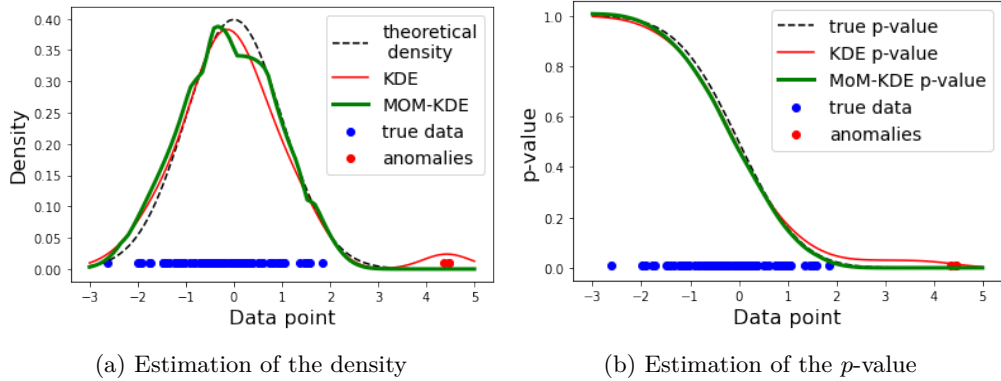 0.40
0.35
0.30
0.25
0.20
0.15
0.10
0.05
0.00
Density
theoretical
density
KDE
MOM-KDE
true data
anomalies
−3 −2 −1 0 1 2 3 4 5
Data point
(a) Estimation of the density
1.0
0.8
0.6
0.4
0.2
0.0
p-value
true p-value
KDE p-value
MoM-KDE p-value
true data
anomalies
−3 −2 −1 0 1 2 3 4 5
Data point
(b) Estimation of the p-value